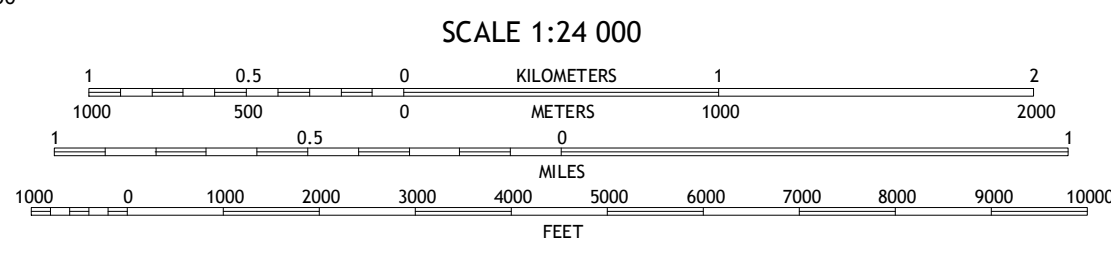 SCALE 1:24 000
1 0.5 0 KILOMETERS 1 2
1000 500 0 METERS 1000 2000
1 0.5 0 1
MILES
1000 0 1000 2000 3000 4000 5000 6000 7000 8000 9000 10000
FEET